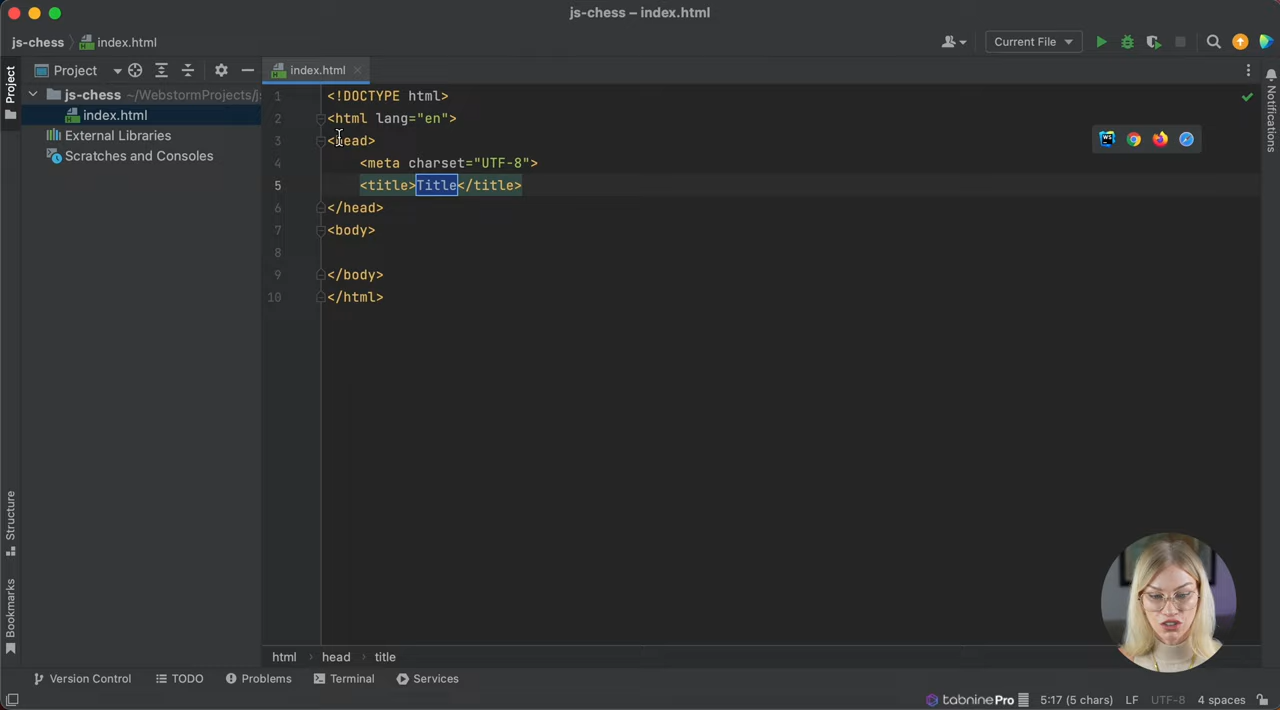 js-chess – index.html
js-chess
index.html
Current File
Project
Project
index.html
js-chess ~/WebstormProjects/j
index.html
External Libraries
Scratches and Consoles
1 <!DOCTYPE html>
2 <html lang="en">
3 <head>
4 <meta charset="UTF-8">
5 <title>Title</title>
6 </head>
7 <body>
8
9 </body>
10 </html>
Notifications
Structure
Bookmarks
html
head
title
Version Control
TODO
Problems
Terminal
Services
tabnine Pro
5:17 (5 chars)
LF
UTF-8
4 spaces